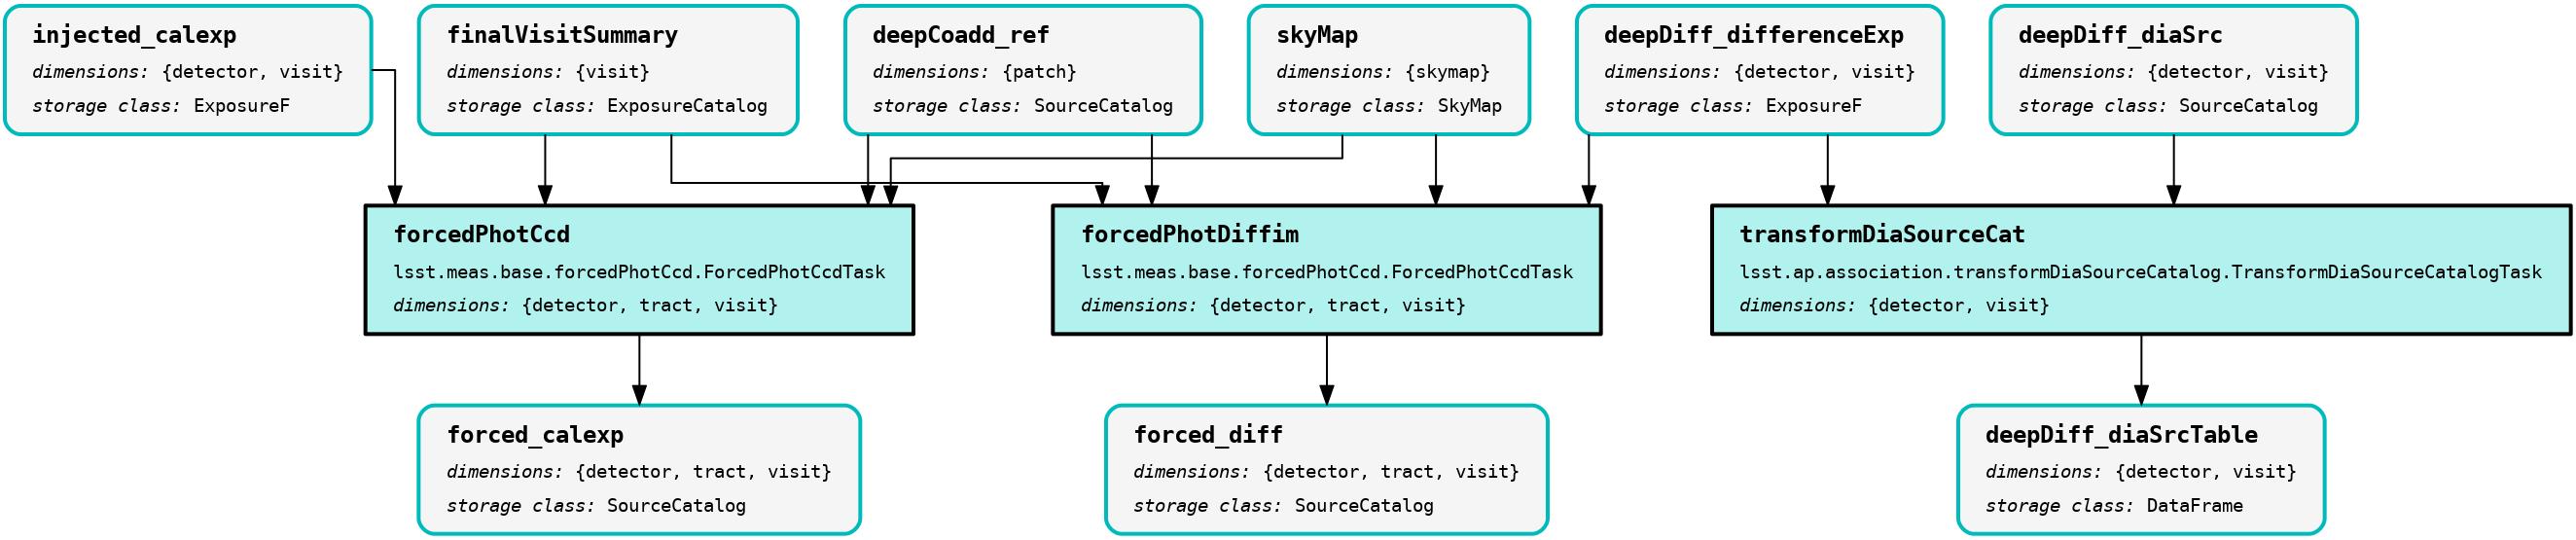 injected_calexp
dimensions: {detector, visit}
storage class: ExposureF
finalVisitSummary
dimensions: {visit}
storage class: ExposureCatalog
deepCoadd_ref
dimensions: {patch}
storage class: SourceCatalog
skyMap
dimensions: {skymap}
storage class: SkyMap
deepDiff_differenceExp
dimensions: {detector, visit}
storage class: ExposureF
deepDiff_diaSrc
dimensions: {detector, visit}
storage class: SourceCatalog
forcedPhotCcd
lsst.meas.base.forcedPhotCcd.ForcedPhotCcdTask
dimensions: {detector, tract, visit}
forcedPhotDiffim
lsst.meas.base.forcedPhotCcd.ForcedPhotCcdTask
dimensions: {detector, tract, visit}
transformDiaSourceCat
lsst.ap.association.transformDiaSourceCatalog.TransformDiaSourceCatalogTask
dimensions: {detector, visit}
forced_calexp
dimensions: {detector, tract, visit}
storage class: SourceCatalog
forced_diff
dimensions: {detector, tract, visit}
storage class: SourceCatalog
deepDiff_diaSrcTable
dimensions: {detector, visit}
storage class: DataFrame